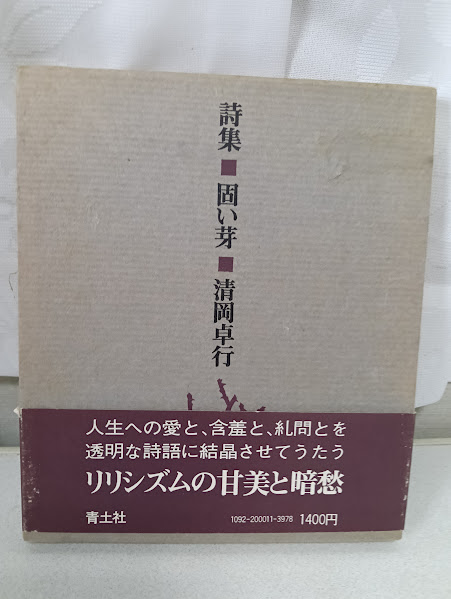 詩集■固い芽■清岡卓行
人生への愛と、含羞と、糺問とを
透明な詩語に結晶させてうたう
リリシズムの甘美と暗愁
青土社 1092-200011-3978 1400円